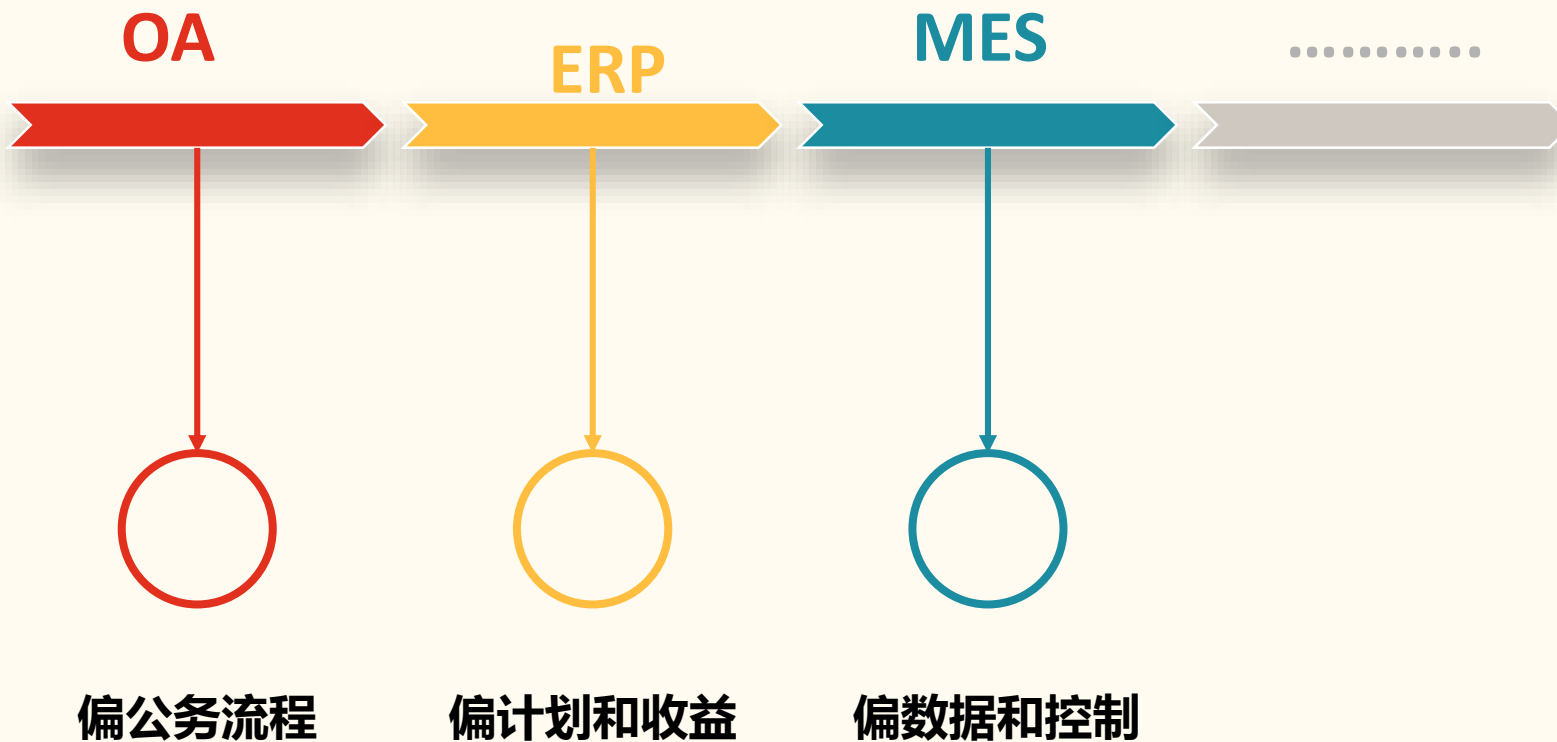 OA
ERP
MES
...........
偏公务流程
偏计划和收益
偏数据和控制